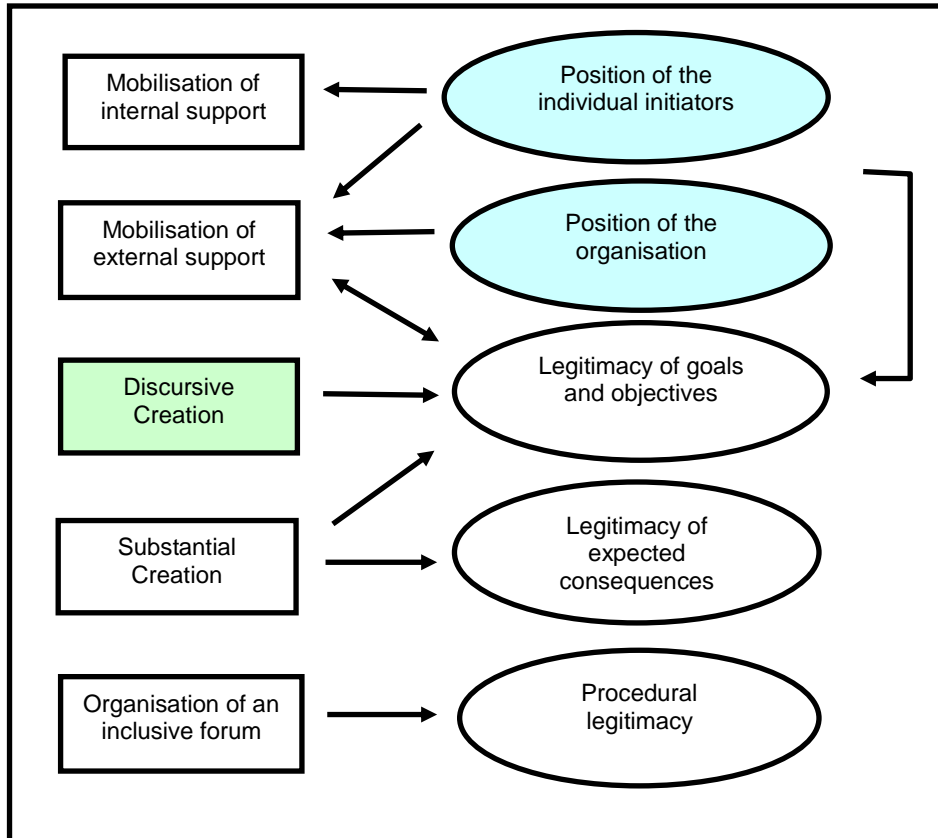 Mobilisation of
internal support
Position of the
individual initiators
Mobilisation of
external support
Position of the
organisation
Discursive
Creation
Legitimacy of goals
and objectives
Substantial
Creation
Legitimacy of
expected
consequences
Organisation of an
inclusive forum
Procedural
legitimacy